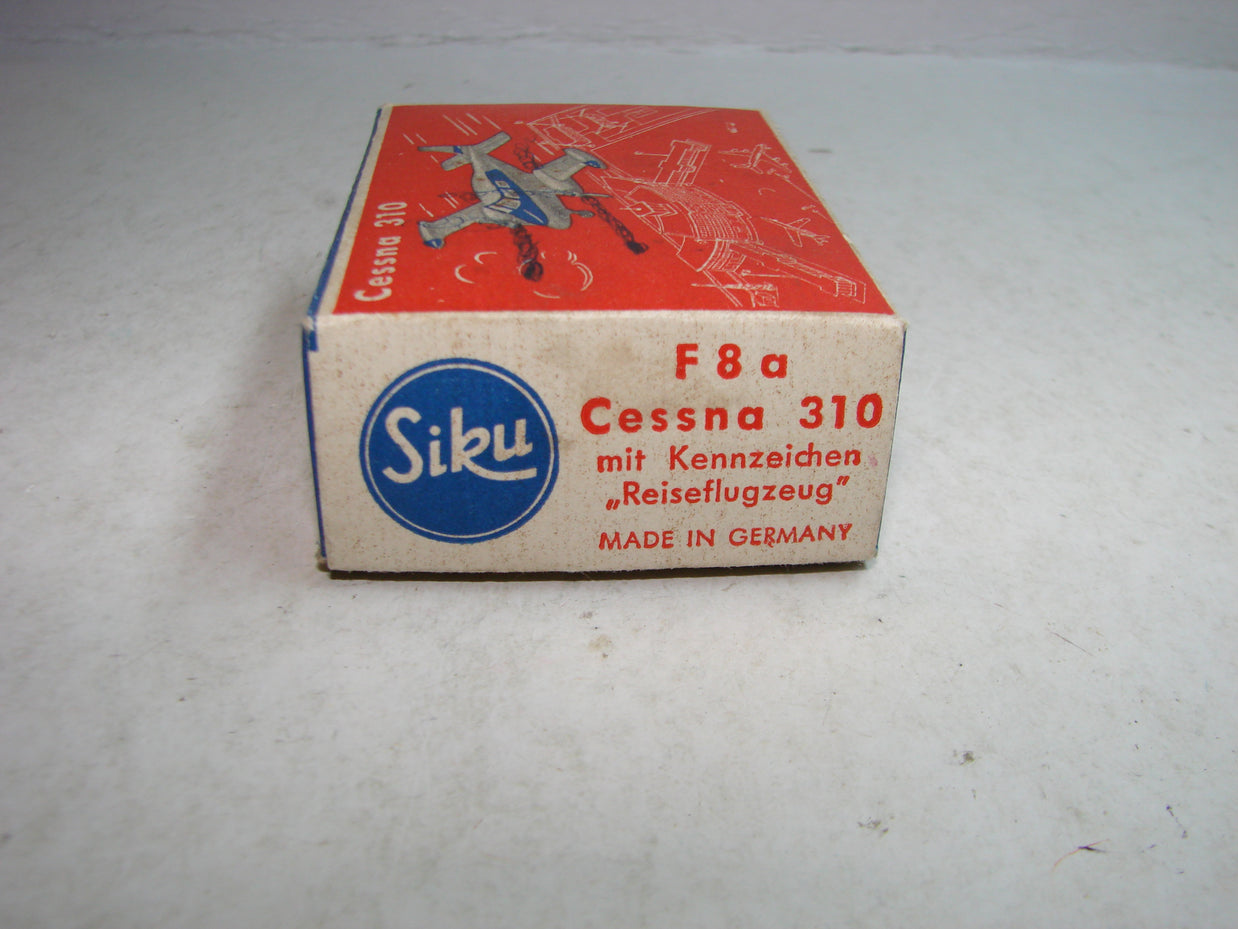 Cessna 310
Siku
F 8 a
Cessna 310
mit Kennzeichen
„Reiseflugzeug”
MADE IN GERMANY